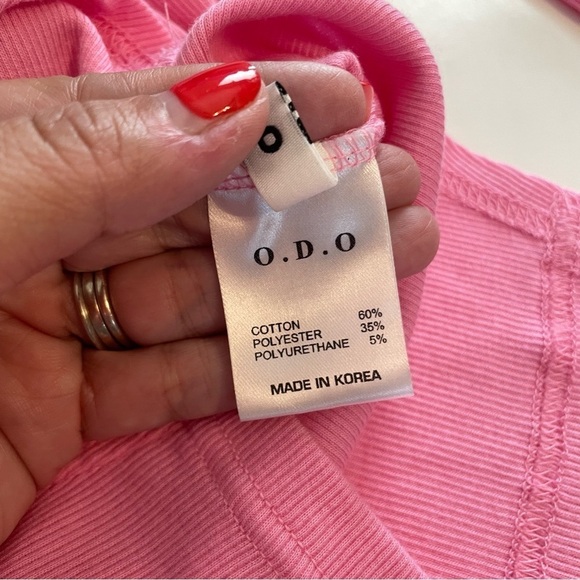 O.D.O
COTTON 60%
POLYESTER 35%
POLYURETHANE 5%
MADE IN KOREA